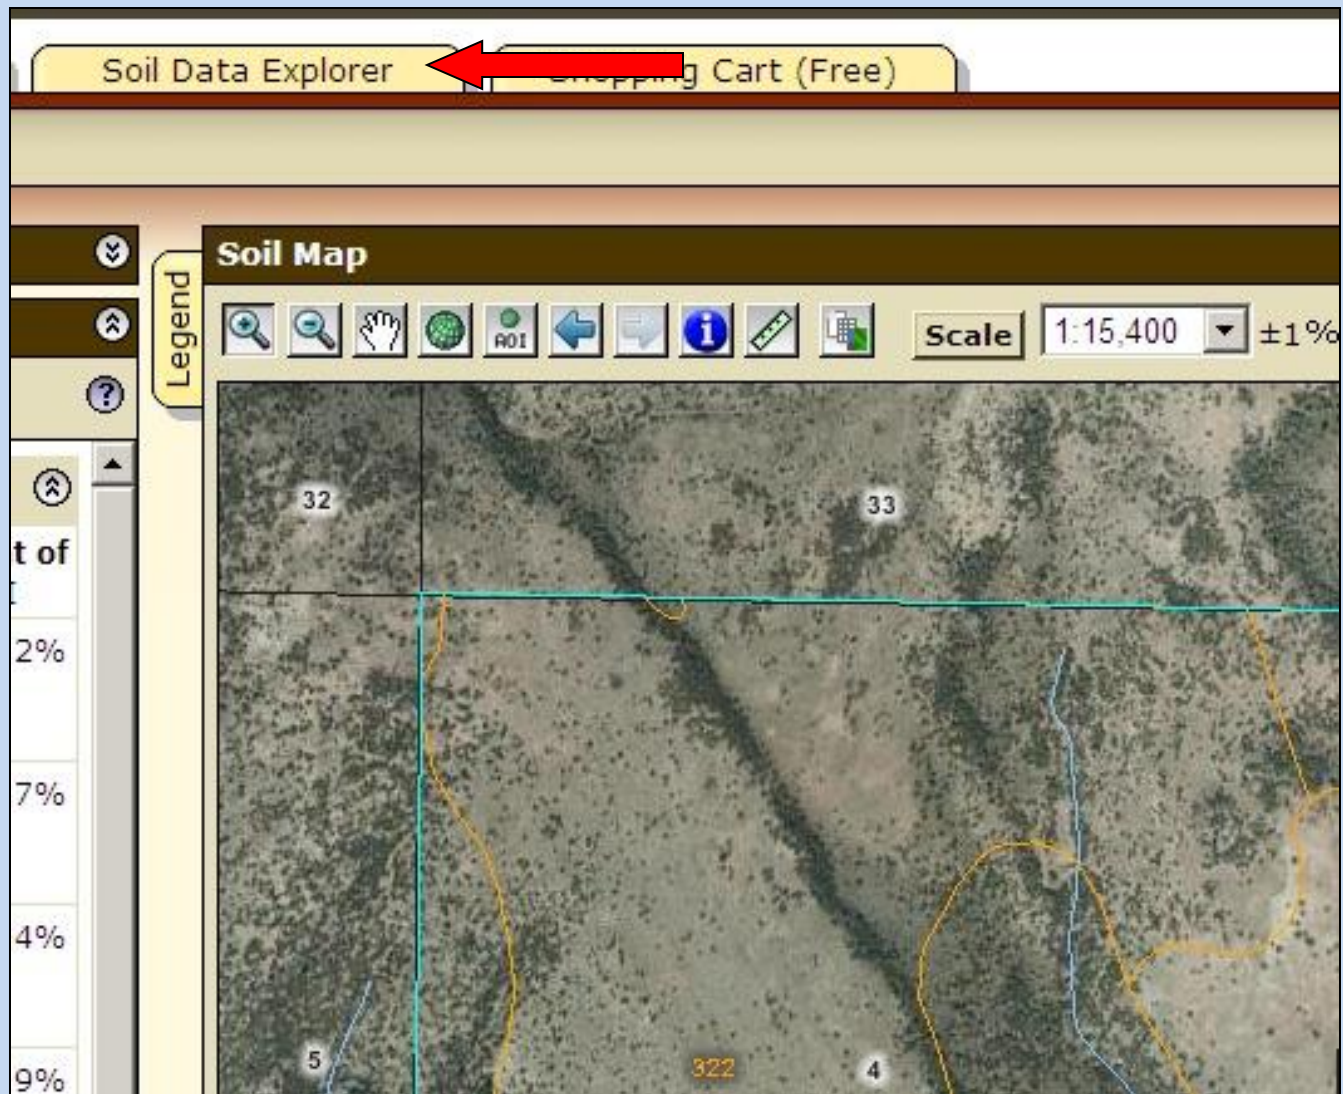 Soil Data Explorer
Shopping Cart (Free)
Legend
Soil Map
AOI
Scale
1:15,400
±1%
32
33
t of
2%
7%
4%
9%
5
322
4